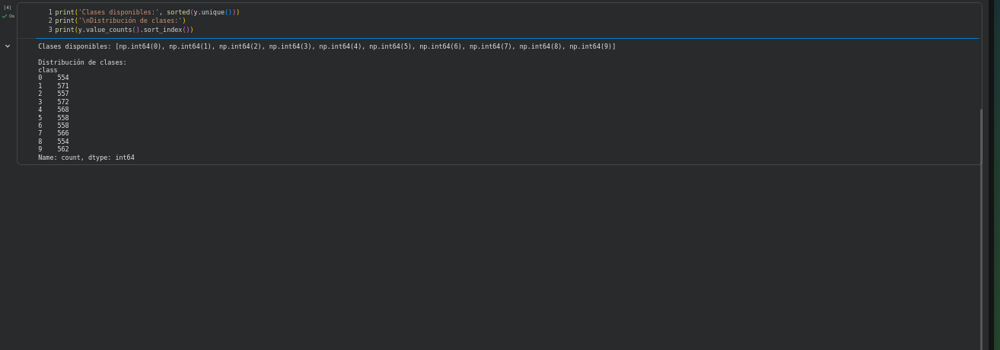 [4]
0s
1 print('Clases disponibles:', sorted(y.unique()))
2 print('\nDistribución de clases:')
3 print(y.value_counts().sort_index())
Clases disponibles: [np.int64(0), np.int64(1), np.int64(2), np.int64(3), np.int64(4), np.int64(5), np.int64(6), np.int64(7), np.int64(8), np.int64(9)]
Distribución de clases:
class
0    554
1    571
2    557
3    572
4    568
5    558
6    558
7    566
8    554
9    562
Name: count, dtype: int64